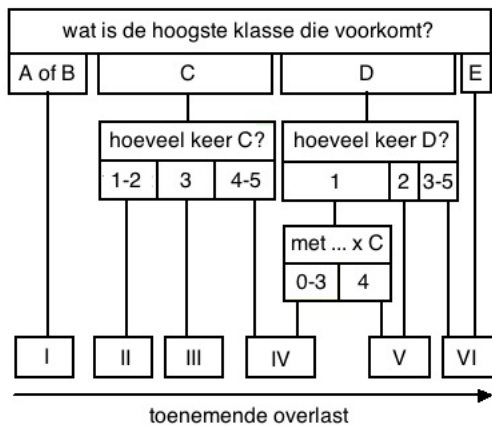 wat is de hoogste klasse die voorkomt?
A of B C D E
hoeveel keer C? hoeveel keer D?
1-2 3 4-5 1 2 3-5
met ... x C
0-3 4
I II III IV V VI
toenemende overlast